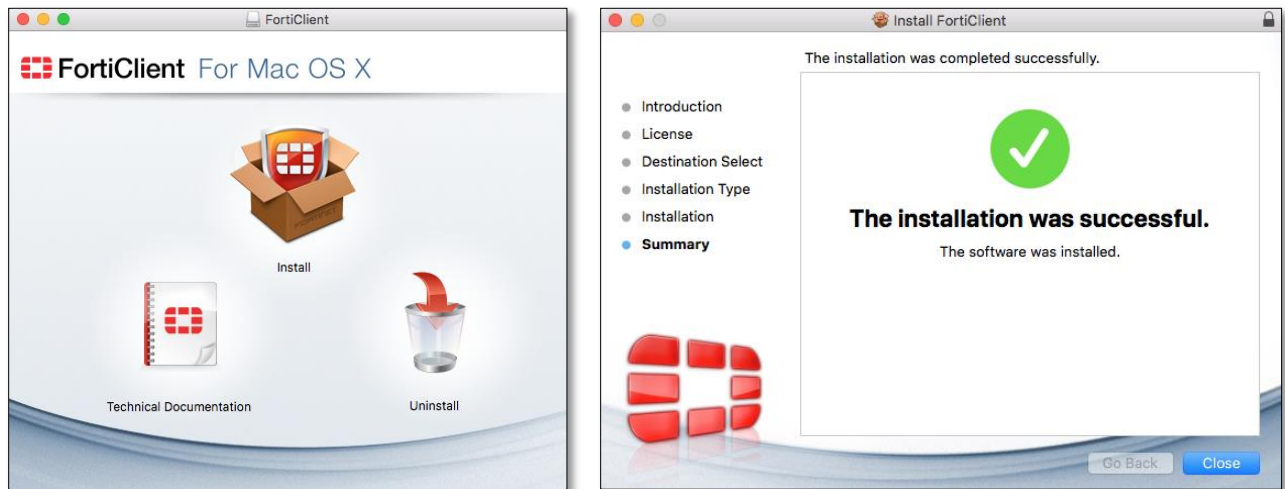 FortiClient
FortiClient For Mac OS X
FORTINET
Install
Technical Documentation
Uninstall
Install FortiClient
The installation was completed successfully.
Introduction
License
Destination Select
Installation Type
Installation
Summary
The installation was successful.
The software was installed.
Go Back
Close